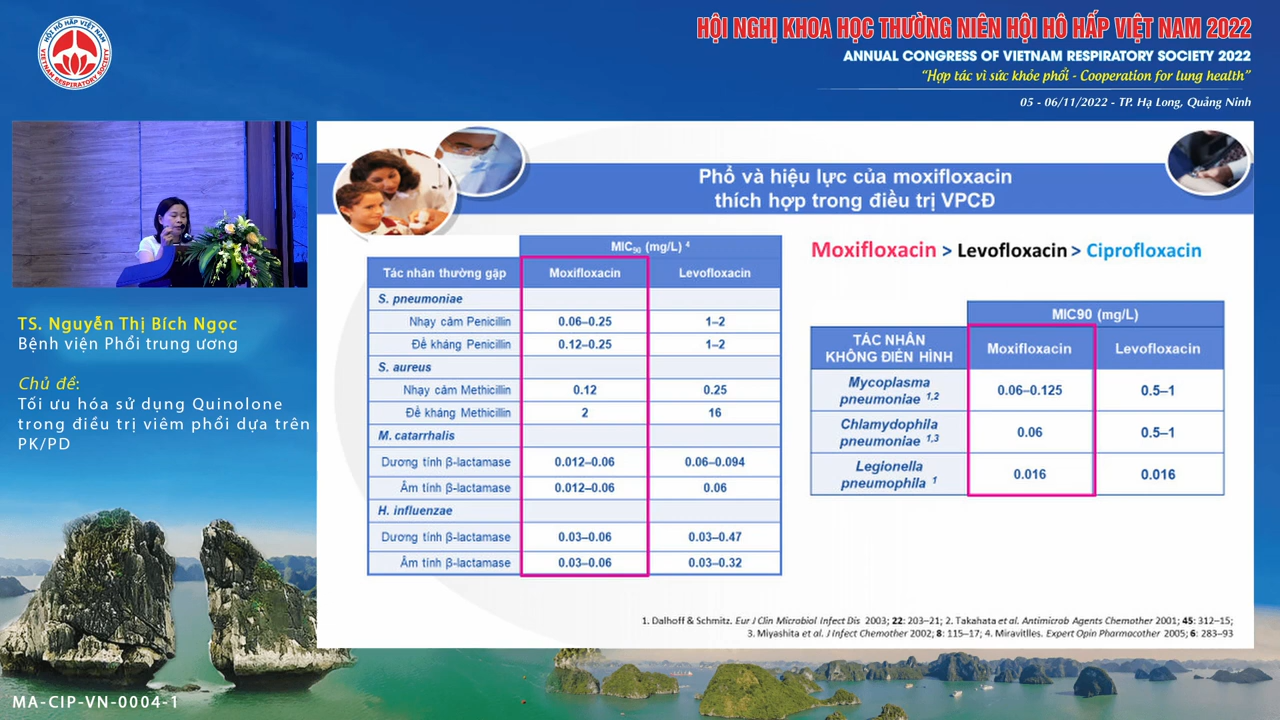 HỘI HÔ HẤP VIỆT NAM
VIETNAM RESPIRATORY SOCIETY
HỘI NGHỊ KHOA HỌC THƯỜNG NIÊN HỘI HÔ HẤP VIỆT NAM 2022
ANNUAL CONGRESS OF VIETNAM RESPIRATORY SOCIETY 2022
“Hợp tác vì sức khỏe phổi - Cooperation for lung health”
05 - 06/11/2022 - TP. Hạ Long, Quảng Ninh
TS. Nguyễn Thị Bích Ngọc
Bệnh viện Phổi trung ương
Chủ đề:
Tối ưu hóa sử dụng Quinolone
trong điều trị viêm phổi dựa trên
PK/PD
Phổ và hiệu lực của moxifloxacin
thích hợp trong điều trị VPCĐ
MIC₅₀ (mg/L) ⁴
Tác nhân thường gặp Moxifloxacin Levofloxacin
S. pneumoniae
Nhạy cảm Penicillin 0.06–0.25 1–2
Đề kháng Penicillin 0.12–0.25 1–2
S. aureus
Nhạy cảm Methicillin 0.12 0.25
Đề kháng Methicillin 2 16
M. catarrhalis
Dương tính β-lactamase 0.012–0.06 0.06–0.094
Âm tính β-lactamase 0.012–0.06 0.06
H. influenzae
Dương tính β-lactamase 0.03–0.06 0.03–0.47
Âm tính β-lactamase 0.03–0.06 0.03–0.32
Moxifloxacin > Levofloxacin > Ciprofloxacin
MIC90 (mg/L)
TÁC NHÂN
KHÔNG ĐIỂN HÌNH Moxifloxacin Levofloxacin
Mycoplasma
pneumoniae ¹,² 0.06–0.125 0.5–1
Chlamydophila
pneumoniae ¹,³ 0.06 0.5–1
Legionella
pneumophila ¹ 0.016 0.016
1. Dalhoff & Schmitz. Eur J Clin Microbiol Infect Dis 2003; 22: 203–21; 2. Takahata et al. Antimicrob Agents Chemother 2001; 45: 312–15;
3. Miyashita et al. J Infect Chemother 2002; 8: 115–17; 4. Miravitlles. Expert Opin Pharmacother 2005; 6: 283–93
MA-CIP-VN-0004-1